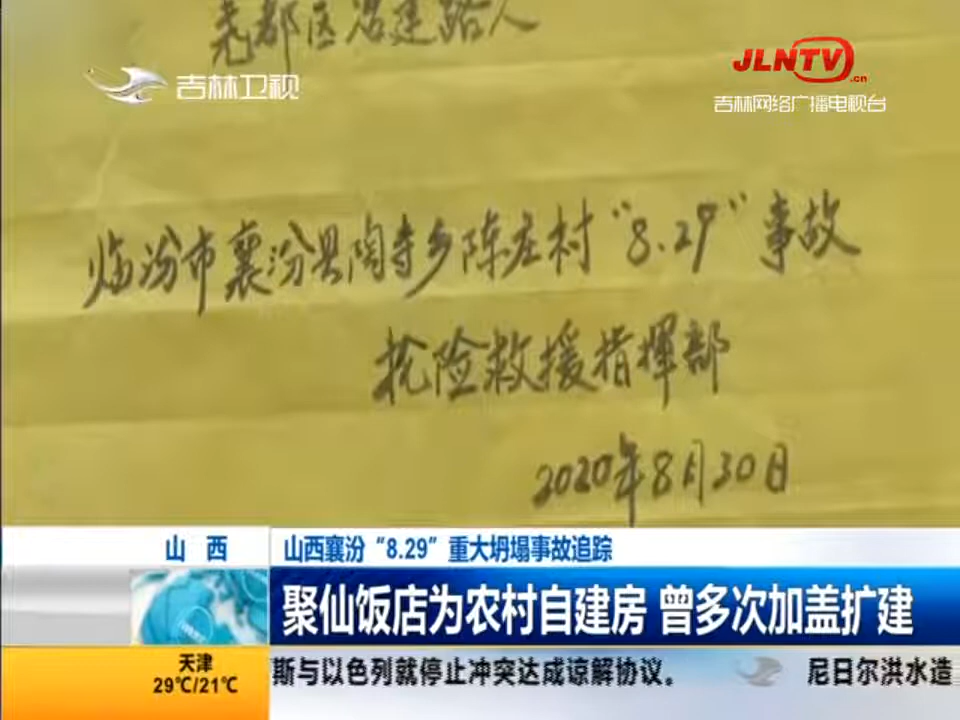 尧都区
JLNTV.cn
吉林卫视
吉林网络广播电视台
临汾市襄汾县陶寺乡陈庄村“8.29”事故
抢险救援指挥部
2020年8月30日
山 西
山西襄汾“8.29”重大坍塌事故追踪
聚仙饭店为农村自建房 曾多次加盖扩建
天津
29℃/21℃
斯与以色列就停止冲突达成谅解协议。 尼日尔洪水造